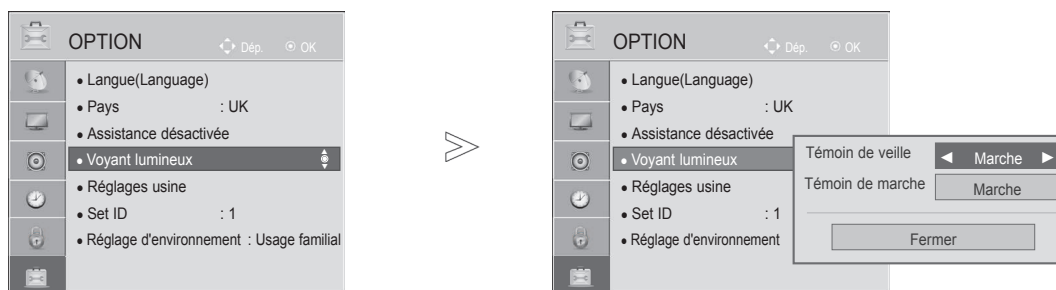 OPTION
Dép. OK
• Langue(Language)
• Pays : UK
• Assistance désactivée
• Voyant lumineux
• Réglages usine
• Set ID : 1
• Réglage d'environnement : Usage familial
OPTION
Dép. OK
• Langue(Language)
• Pays : UK
• Assistance désactivée
• Voyant lumineux
• Réglages usine
• Set ID : 1
• Réglage d'environnement
Témoin de veille ◀ Marche ▶
Témoin de marche Marche
Fermer